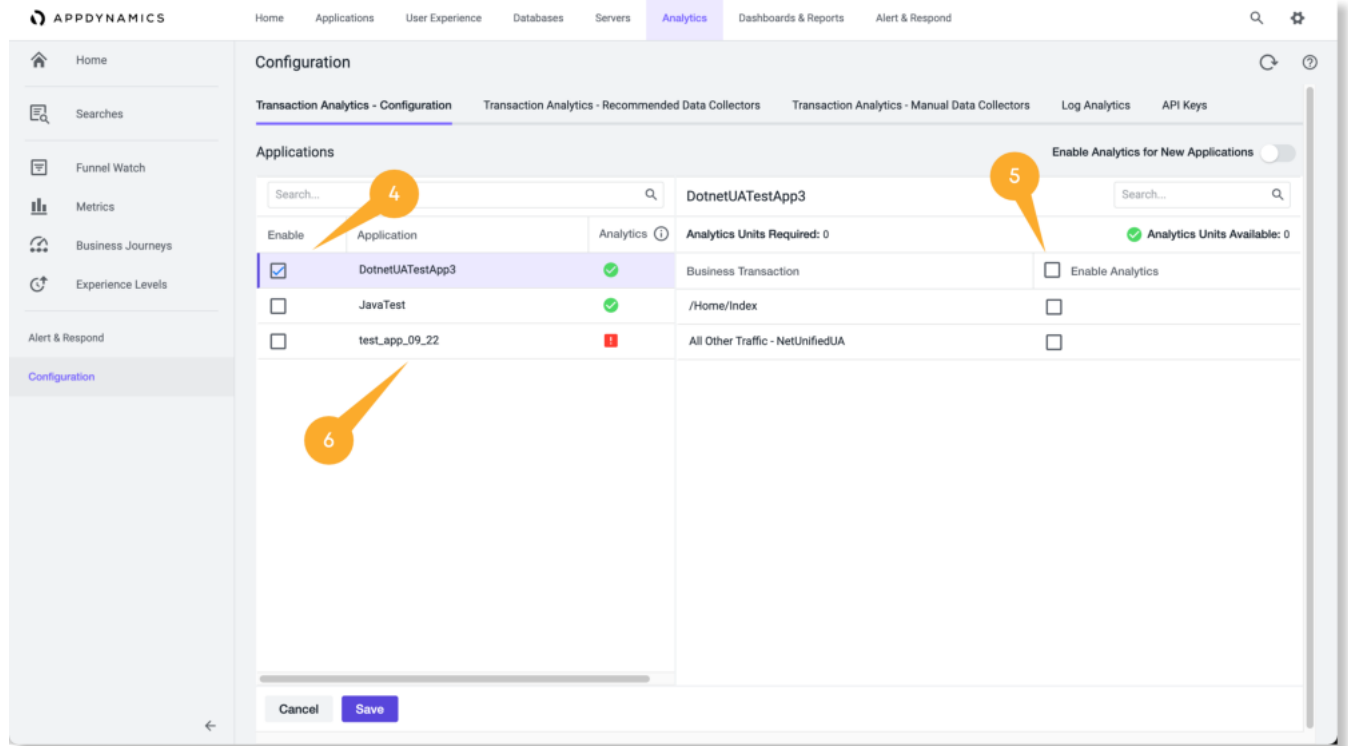 APPDYNAMICS
Home Applications User Experience Databases Servers Analytics Dashboards & Reports Alert & Respond
Home
Searches
Funnel Watch
Metrics
Business Journeys
Experience Levels
Alert & Respond
Configuration
Configuration
Transaction Analytics - Configuration Transaction Analytics - Recommended Data Collectors Transaction Analytics - Manual Data Collectors Log Analytics API Keys
Applications
Enable Analytics for New Applications
Search...
4
5
DotnetUATestApp3
Search...
Enable Application Analytics
Analytics Units Required: 0
Analytics Units Available: 0
DotnetUATestApp3
Business Transaction
Enable Analytics
JavaTest
/Home/Index
test_app_09_22
All Other Traffic - NetUnifiedUA
6
Cancel
Save